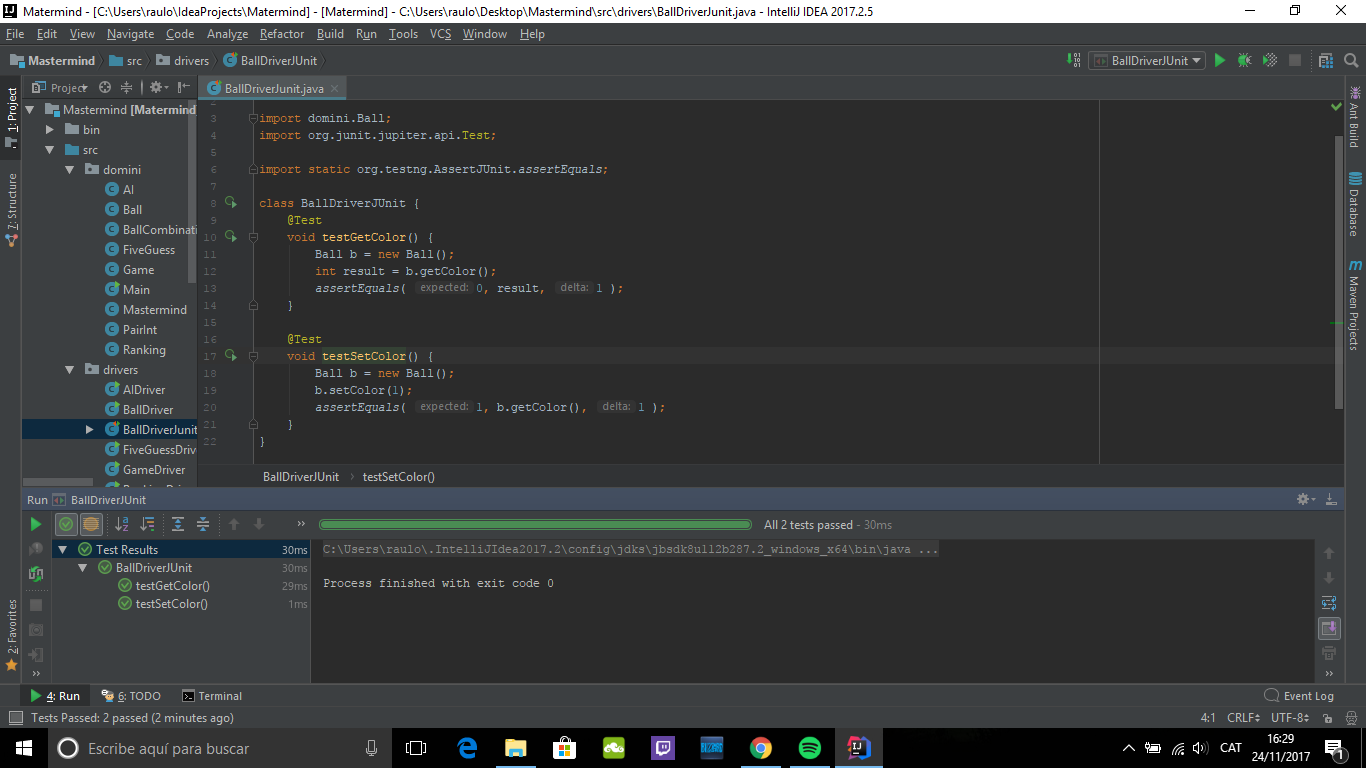 Matermind - [C:\Users\raulo\IdeaProjects\Matermind] - [Matermind] - C:\Users\raulo\Desktop\Mastermind\src\drivers\BallDriverJunit.java - IntelliJ IDEA 2017.2.5
File Edit View Navigate Code Analyze Refactor Build Run Tools VCS Window Help
Mastermind src drivers BallDriverJUnit
BallDriverJUnit
Project
BallDriverJunit.java
1: Project
7: Structure
2: Favorites
Mastermind [Matermind]
bin
src
domini
AI
Ball
BallCombinati
FiveGuess
Game
Main
Mastermind
PairInt
Ranking
drivers
AIDriver
BallDriver
BallDriverJunit
FiveGuessDriv
GameDriver
3 import domini.Ball;
4 import org.junit.jupiter.api.Test;
5
6 import static org.testng.AssertJUnit.assertEquals;
7
8 class BallDriverJUnit {
9 @Test
10 void testGetColor() {
11 Ball b = new Ball();
12 int result = b.getColor();
13 assertEquals( expected: 0, result, delta: 1 );
14 }
15
16 @Test
17 void testSetColor() {
18 Ball b = new Ball();
19 b.setColor(1);
20 assertEquals( expected: 1, b.getColor(), delta: 1 );
21 }
22 }
BallDriverJUnit testSetColor()
Ant Build
Database
Maven Projects
Run BallDriverJUnit
All 2 tests passed - 30ms
Test Results 30ms
BallDriverJUnit 30ms
testGetColor() 29ms
testSetColor() 1ms
C:\Users\raulo\.IntelliJIdea2017.2\config\jdks\jbsdk8u112b287.2_windows_x64\bin\java ...
Process finished with exit code 0
4: Run 6: TODO Terminal Event Log
Tests Passed: 2 passed (2 minutes ago) 4:1 CRLF UTF-8
Escribe aquí para buscar
CAT
16:29
24/11/2017
1